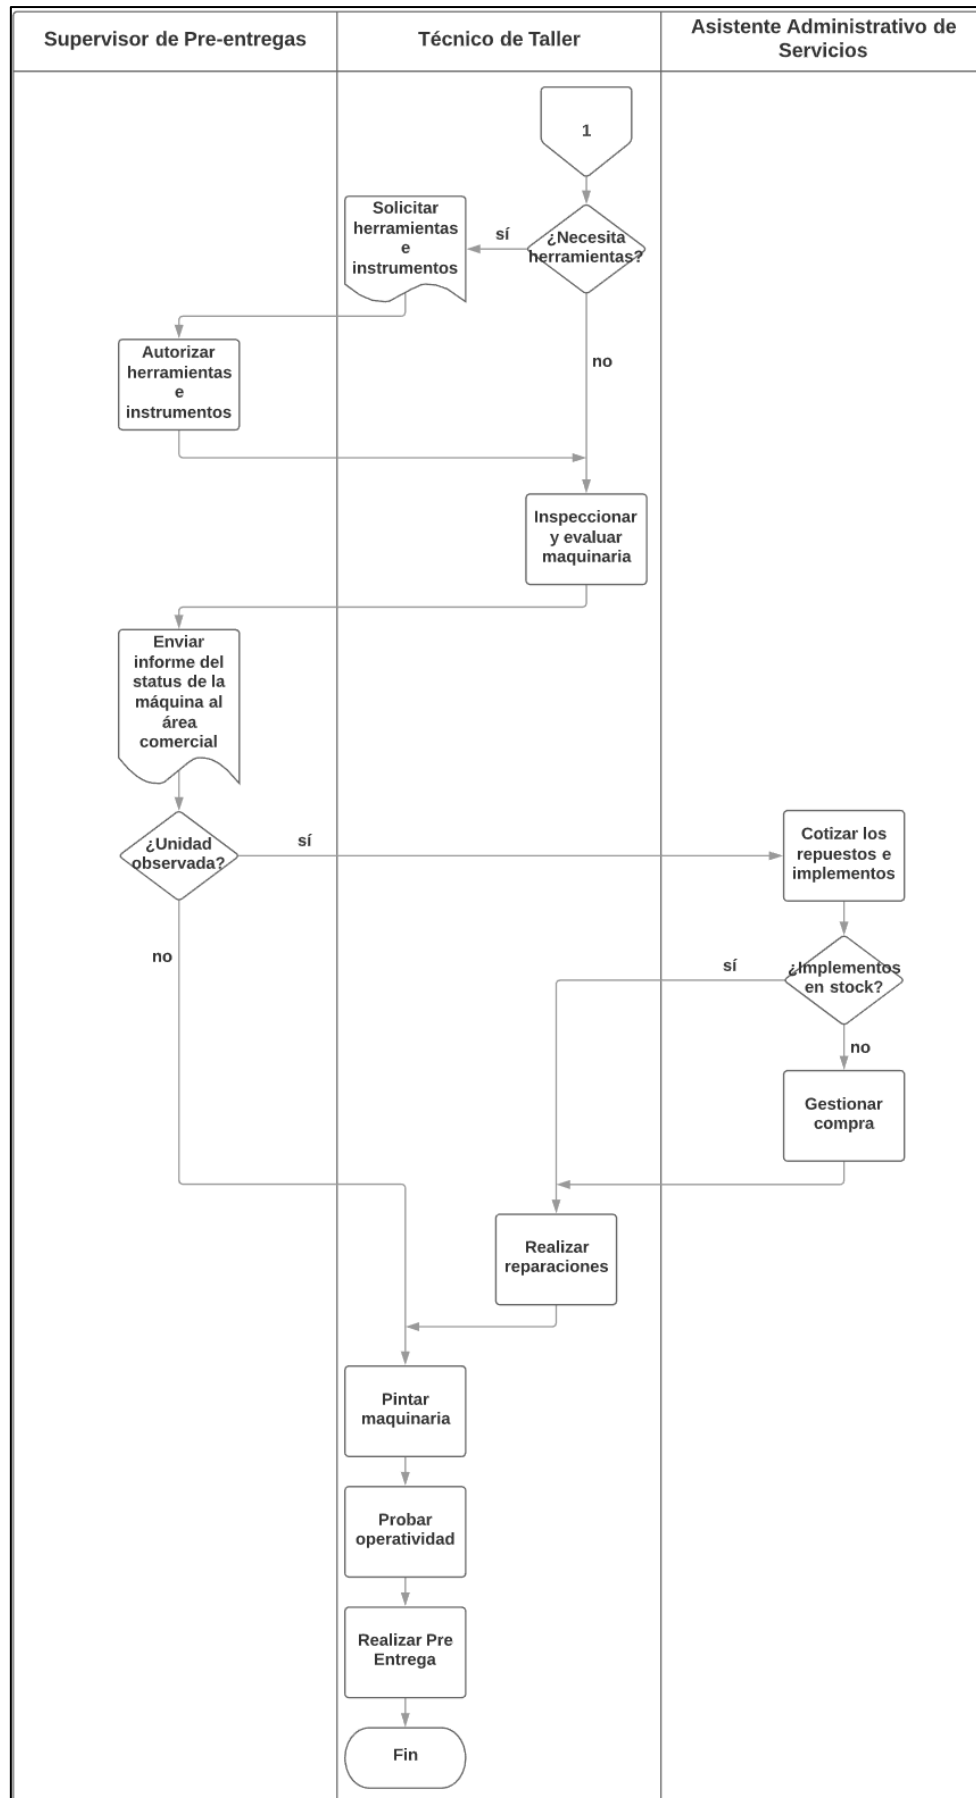 Supervisor de Pre-entregas
Técnico de Taller
Asistente Administrativo de
Servicios
1
¿Necesita
herramientas?
sí
Solicitar
herramientas
e
instrumentos
no
Autorizar
herramientas
e
instrumentos
Inspeccionar
y evaluar
maquinaria
Enviar
informe del
status de la
máquina al
área
comercial
¿Unidad
observada?
sí
Cotizar los
repuestos e
implementos
no
sí
¿Implementos
en stock?
no
Gestionar
compra
Realizar
reparaciones
Pintar
maquinaria
Probar
operatividad
Realizar Pre
Entrega
Fin